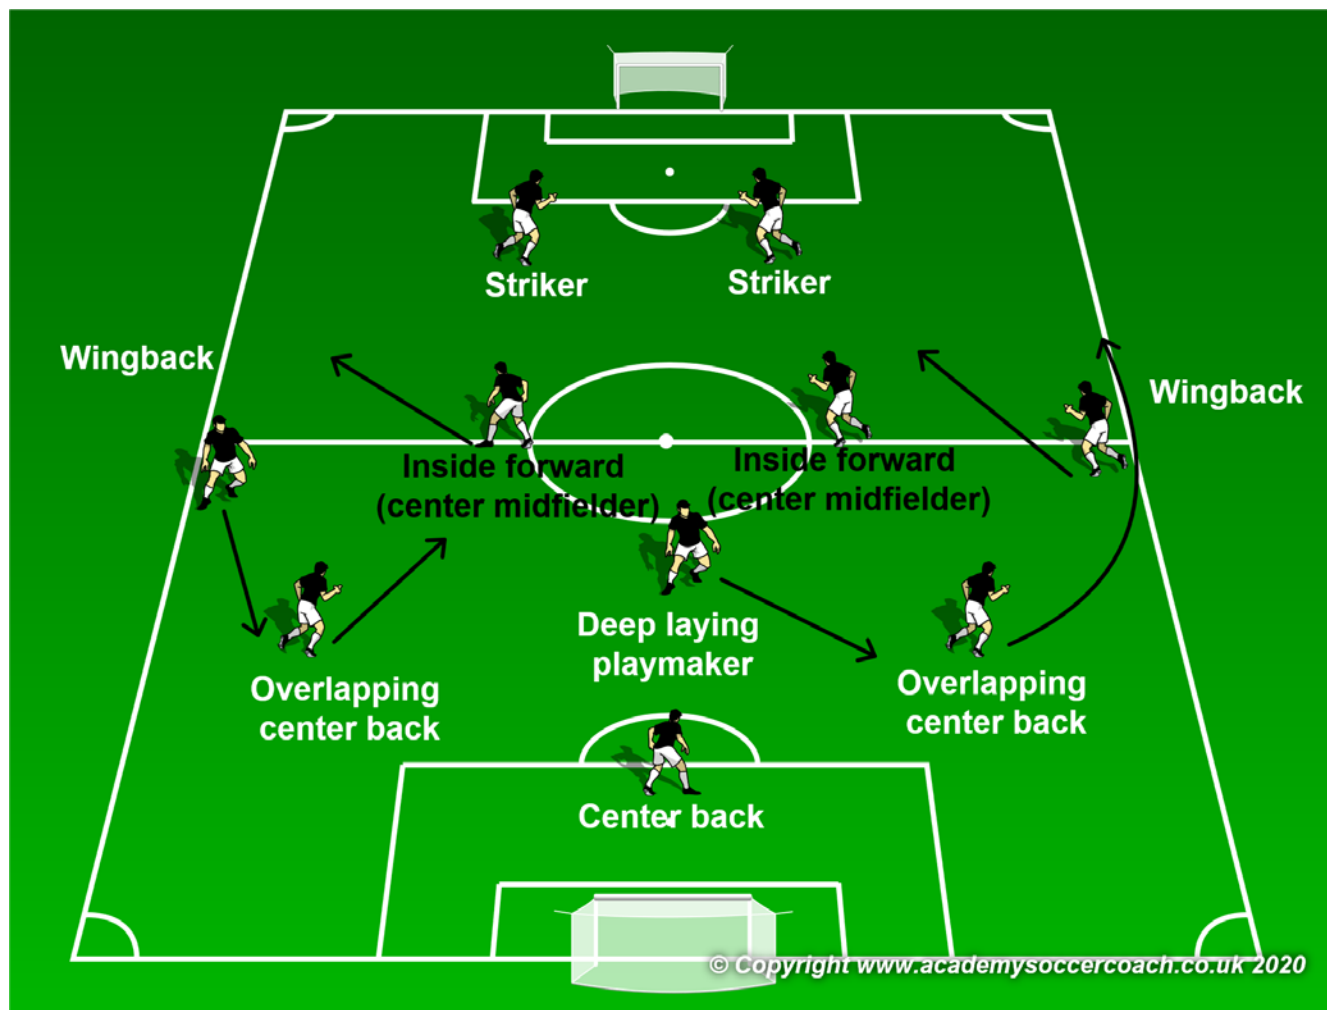 Striker
Striker
Wingback
Wingback
Inside forward
(center midfielder)
Inside forward
(center midfielder)
Deep laying
playmaker
Overlapping
center back
Overlapping
center back
Center back
© Copyright www.academysoccercoach.co.uk 2020